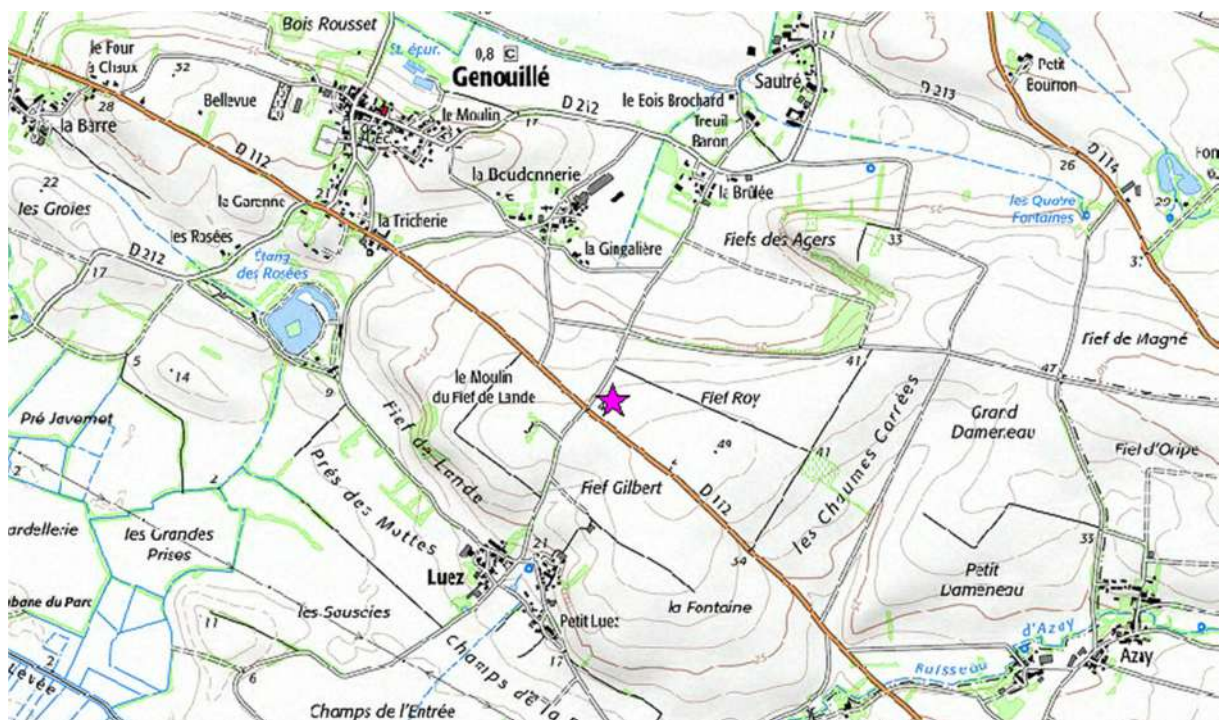 Bois Rousset
le Four
à Chaux
32
St. épur.
0,8 C
Genouillé
Bellevue
28
la Barre
le Moulin
17
D 212
D 112
22
les Groies
la Garenne
21
la Tricherie
les Rosées
D 212
17
Étang
des Rosées
la Boudonnerie
la Gingalière
le Bois Brochard
Treuil
Baron
la Brûlée
Sautré
11
D 213
Petit
Bourron
26
D 114
les Quatre
Fontaines
29
31
Fon
Fiefs des Agers
33
Fief de Magné
5
14
9
Pré Javernet
2
2
le Moulin
du Fief de Lande
Fief de Lande
Prés des Mottes
Fief Roy
49
41
41
47
les Chaumes Carrées
Grand
Dameneau
Fief d'Oripe
Fief Gilbert
D 112
54
ardellerie
les Grandes
Prises
bane du Parc
2
les Souscies
11
6
Luez
21
Petit Luez
17
la Fontaine
Petit
Dameneau
33
Ruisseau
d'Azay
Azay
25
Champs de l'Entrée
Champs de la